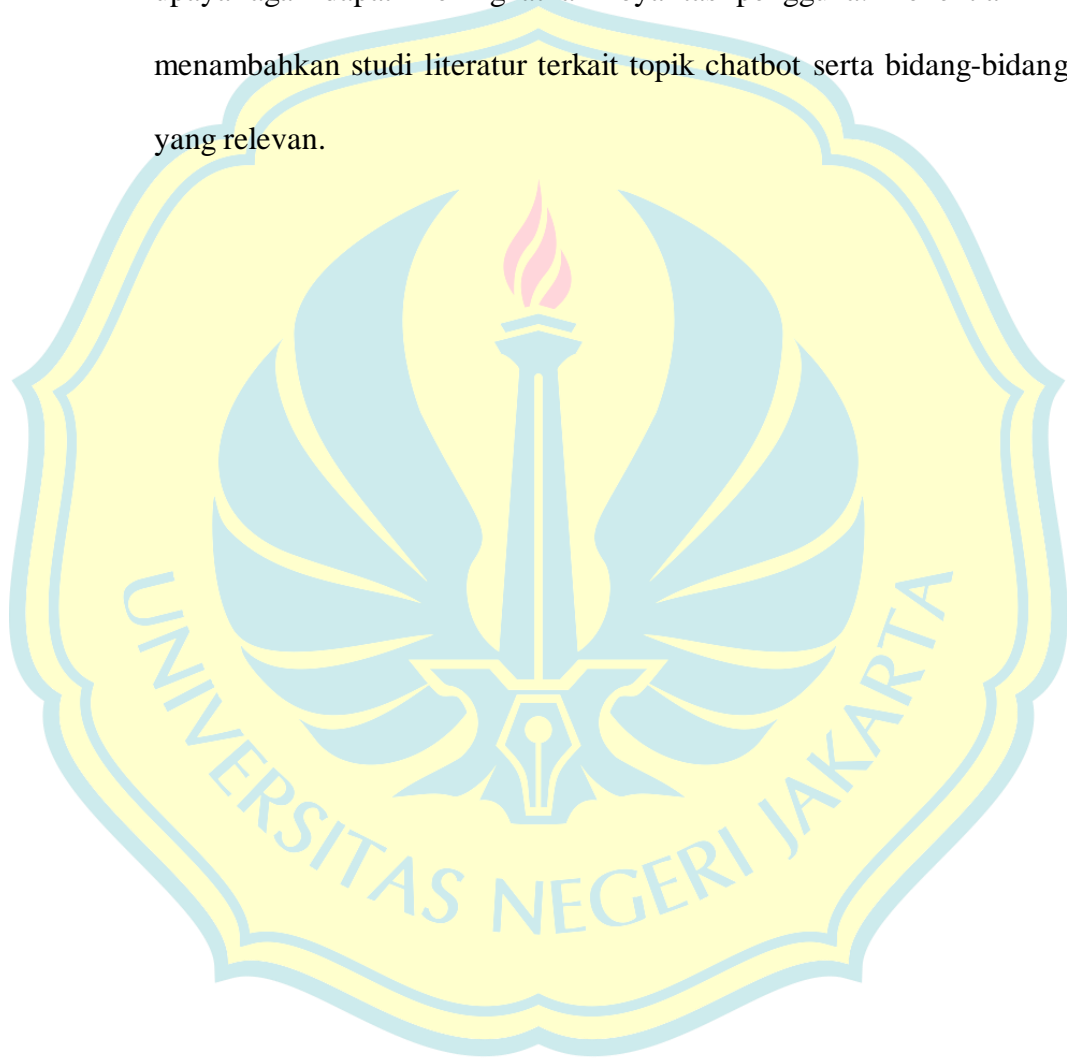 menambahkan studi literatur terkait topik chatbot serta bidang-bidang
yang relevan.
UNIVERSITAS NEGERI JAKARTA